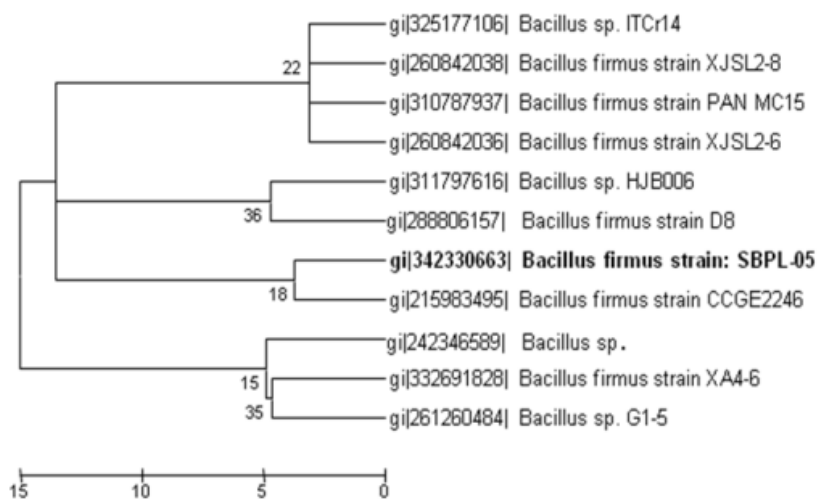 gi|325177106| Bacillus sp. ITCr14
22
gi|260842038| Bacillus firmus strain XJSL2-8
gi|310787937| Bacillus firmus strain PAN MC15
gi|260842036| Bacillus firmus strain XJSL2-6
gi|311797616| Bacillus sp. HJB006
36
gi|288806157| Bacillus firmus strain D8
gi|342330663| Bacillus firmus strain: SBPL-05
18
gi|215983495| Bacillus firmus strain CCGE2246
gi|242346589| Bacillus sp.
15
gi|332691828| Bacillus firmus strain XA4-6
35
gi|261260484| Bacillus sp. G1-5
15 10 5 0